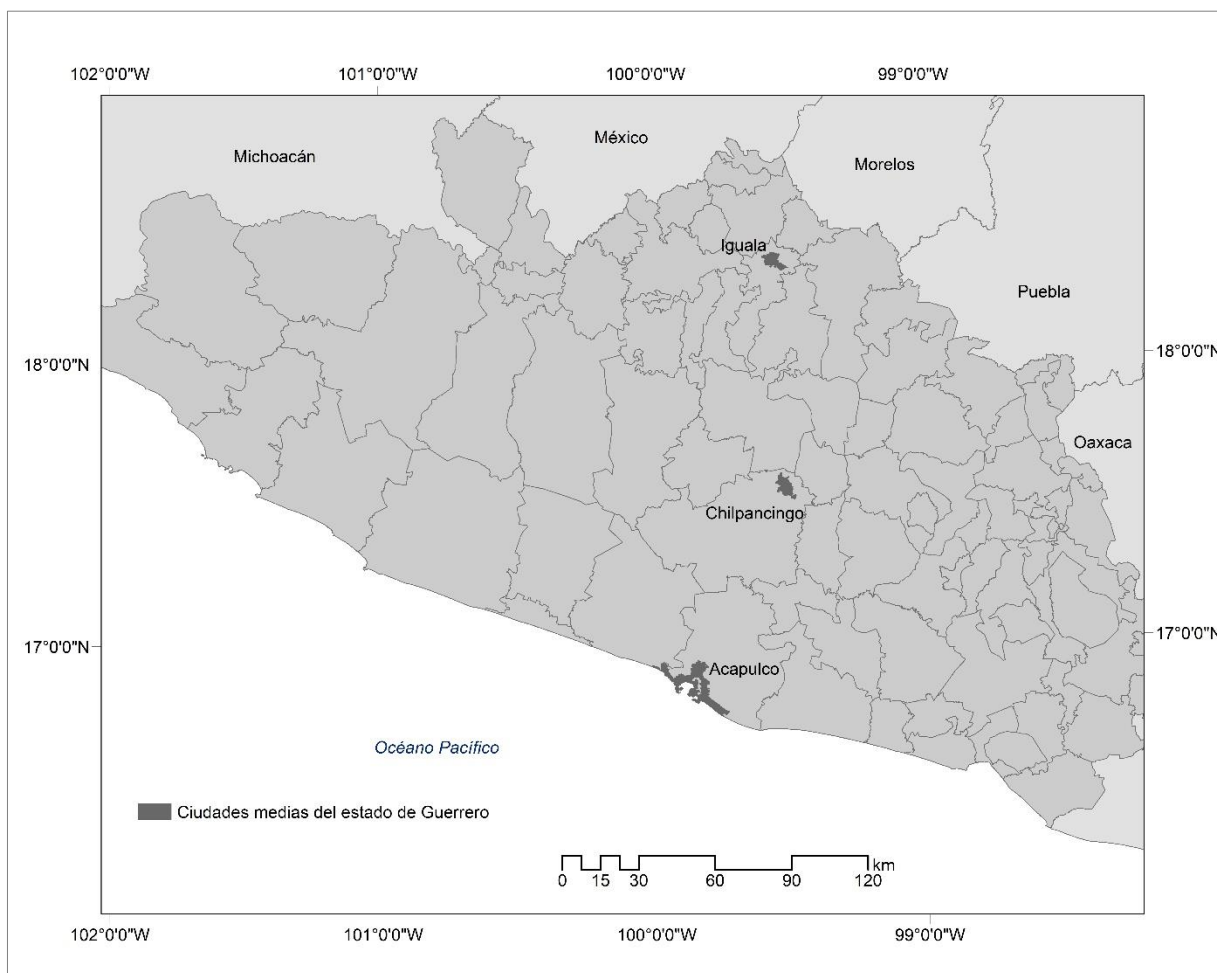 102°0'0"W 101°0'0"W 100°0'0"W 99°0'0"W
México
Michoacán
Morelos
Iguala
Puebla
18°0'0"N 18°0'0"N
Oaxaca
Chilpancingo
17°0'0"N 17°0'0"N
Acapulco
Océano Pacífico
Ciudades medias del estado de Guerrero
km
0 15 30 60 90 120
102°0'0"W 101°0'0"W 100°0'0"W 99°0'0"W